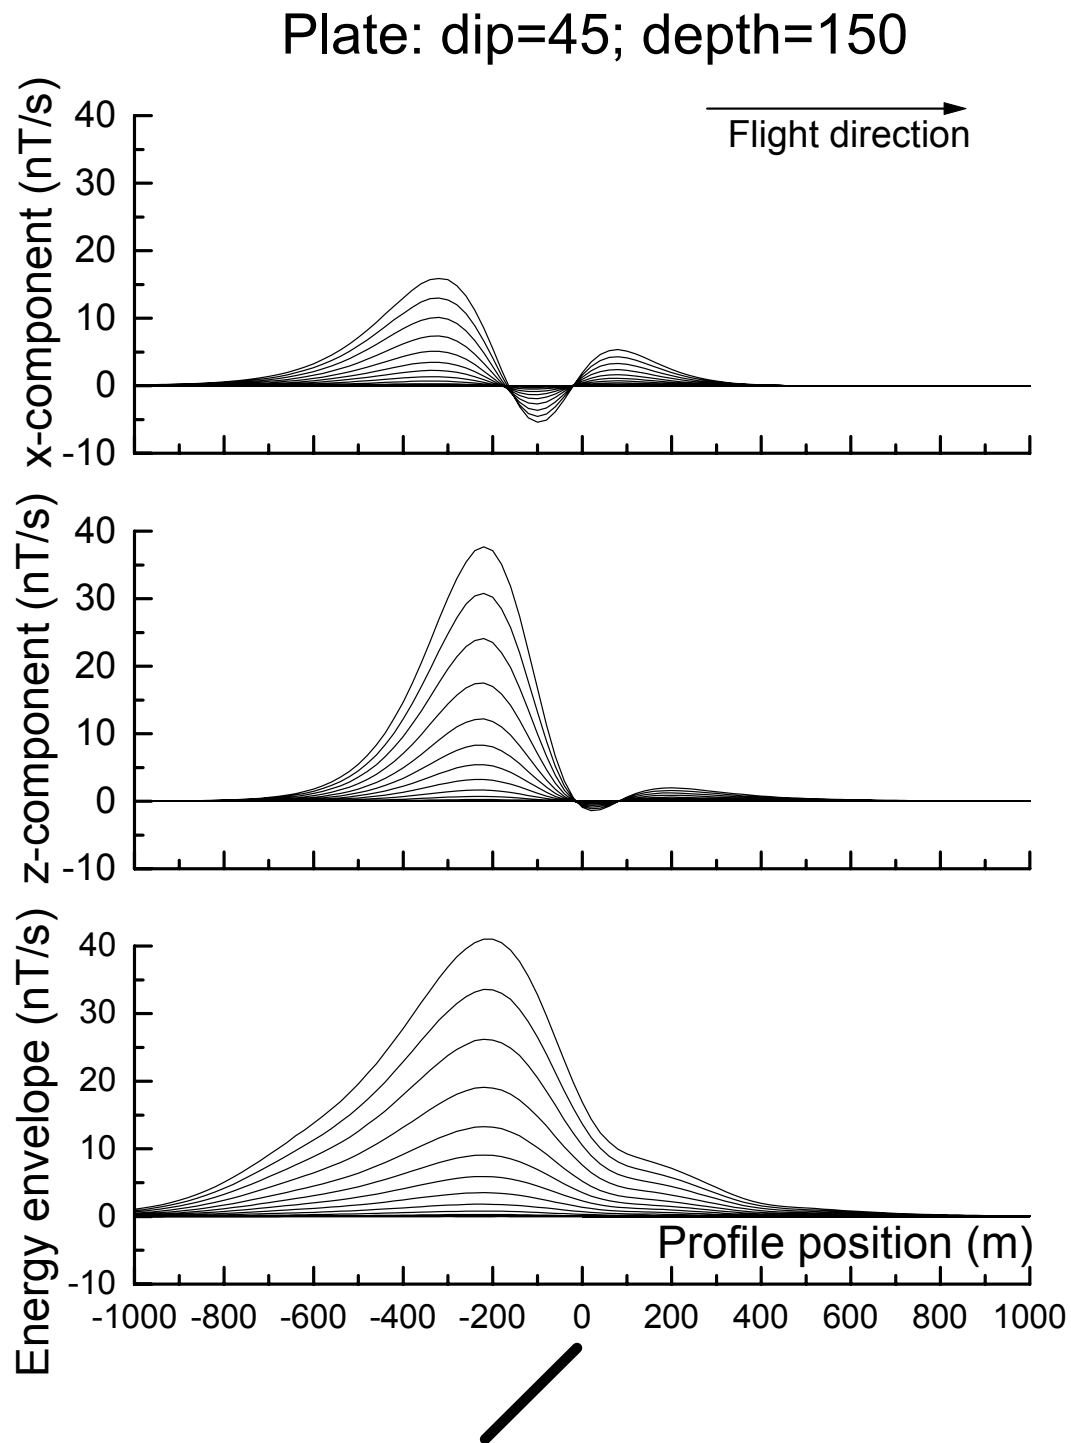 Plate: dip=45; depth=150
Flight direction
x-component (nT/s)
40
30
20
10
0
-10
z-component (nT/s)
40
30
20
10
0
-10
Energy envelope (nT/s)
40
30
20
10
0
-10
Profile position (m)
-1000 -800 -600 -400 -200 0 200 400 600 800 1000